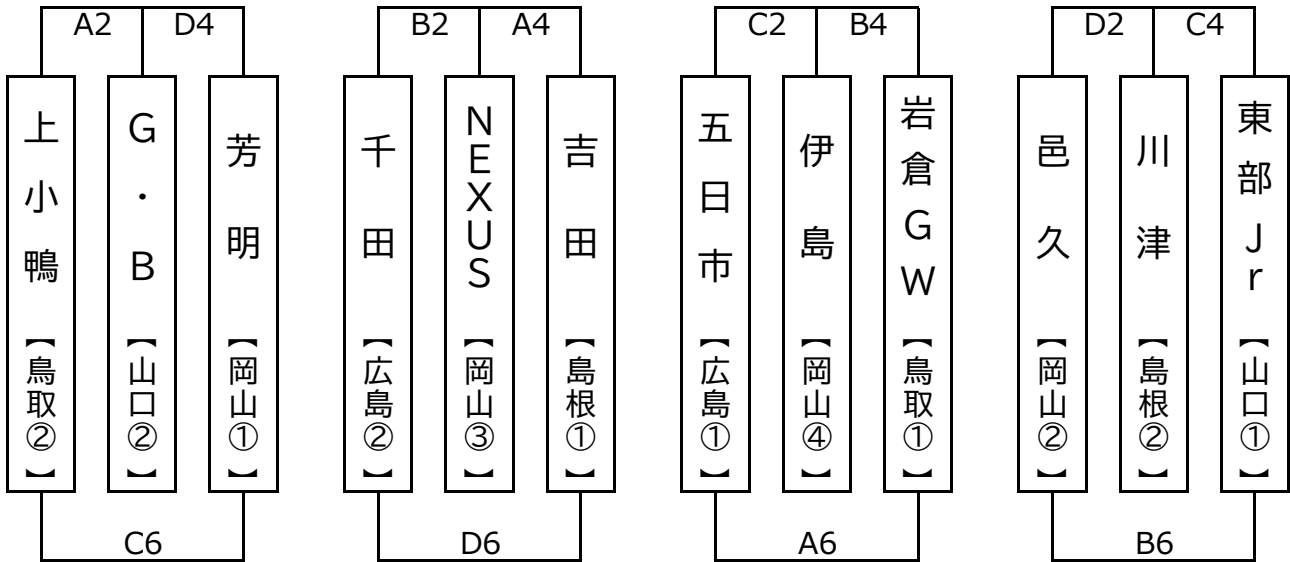 A2 D4 B2 A4 C2 B4 D2 C4
上小鴨【鳥取②】
G・B【山口②】
芳明【岡山①】
千田【広島②】
NEXUS【岡山③】
吉田【島根①】
五日市【広島①】
伊島【岡山④】
岩倉GW【鳥取①】
邑久【岡山②】
川津【島根②】
東部Jr【山口①】
C6 D6 A6 B6